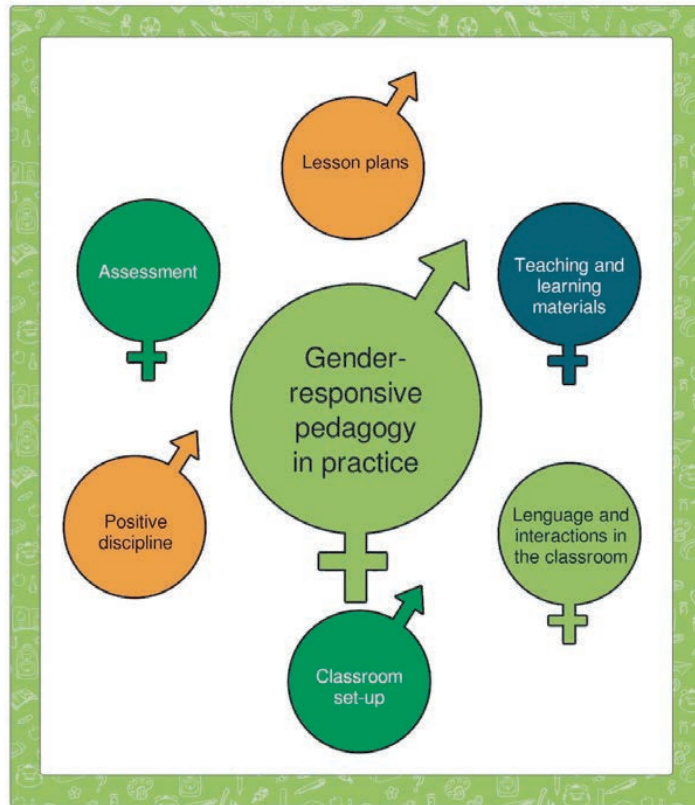 Lesson plans
Assessment
Teaching and
learning
materials
Gender-
responsive
pedagogy
in practice
Positive
discipline
Lenguage and
interactions in
the classroom
Classroom
set-up